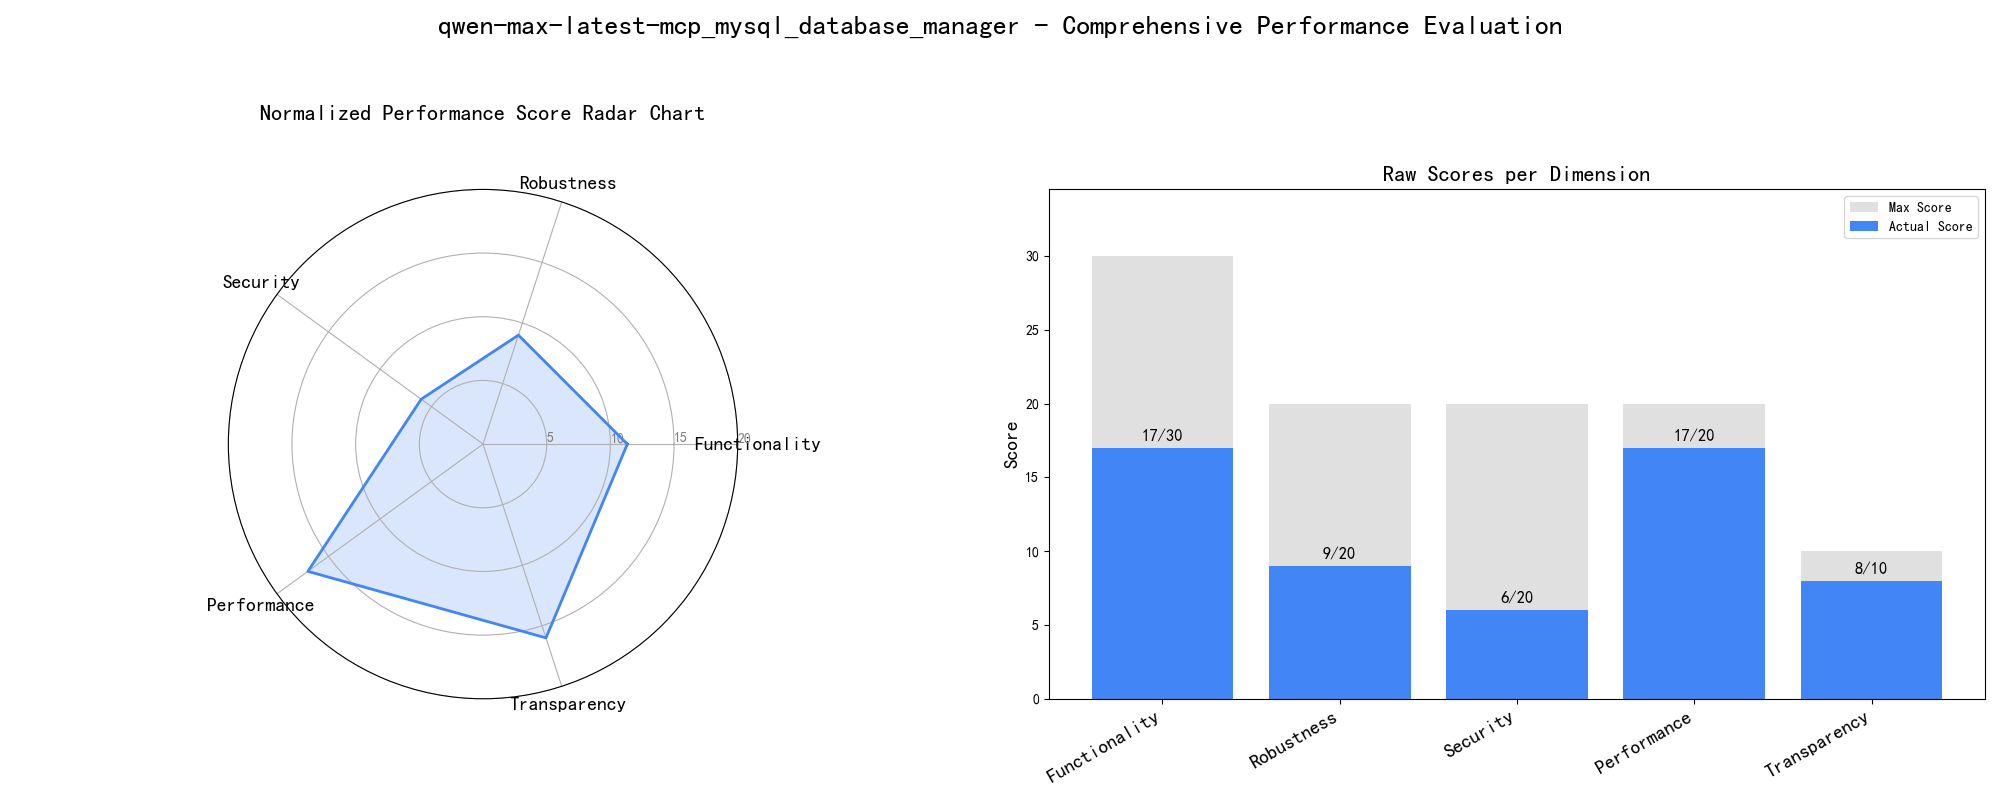 qwen-max-latest-mcp_mysql_database_manager - Comprehensive Performance Evaluation
Normalized Performance Score Radar Chart
Robustness
Security
Functionality
5
10
15
20
Performance
Transparency
Raw Scores per Dimension
Max Score
Actual Score
Score
30
25
20
15
10
5
0
17/30
9/20
6/20
17/20
8/10
Functionality
Robustness
Security
Performance
Transparency